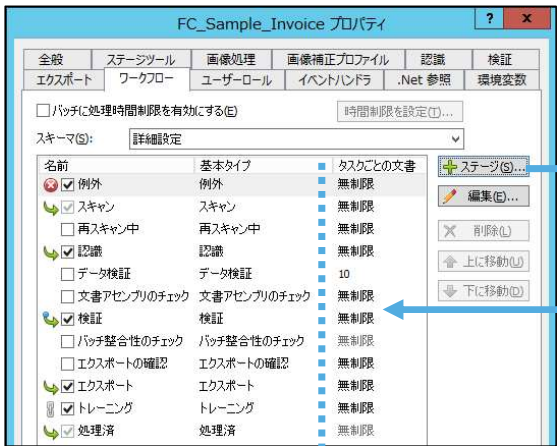 FC_Sample_Invoice プロパティ ? x
全般 ステージツール 画像処理 画像補正プロファイル 認識 検証
エクスポート ワークフロー ユーザーロール イベントハンドラ .Net 参照 環境変数
バッチに処理時間制限を有効にする(E) 時間制限を設定(T)...
スキーマ(S): 詳細設定
名前 基本タイプ タスクごとの文書 ステージ(S)...
例外 例外 無制限 編集(E)...
スキャン スキャン 無制限
再スキャン中 スキャン中 無制限 削除(L)
認識 認識 無制限 上に移動(U)
データ検証 データ検証 10
文書アセンブリのチェック 文書アセンブリのチェック 無制限 下に移動(D)
検証 検証 無制限
バッチ整合性のチェック バッチ整合性のチェック 無制限
エクスポートの確認 エクスポートの確認 無制限
エクスポート エクスポート 無制限
トレーニング トレーニング 無制限
処理済 処理済 無制限